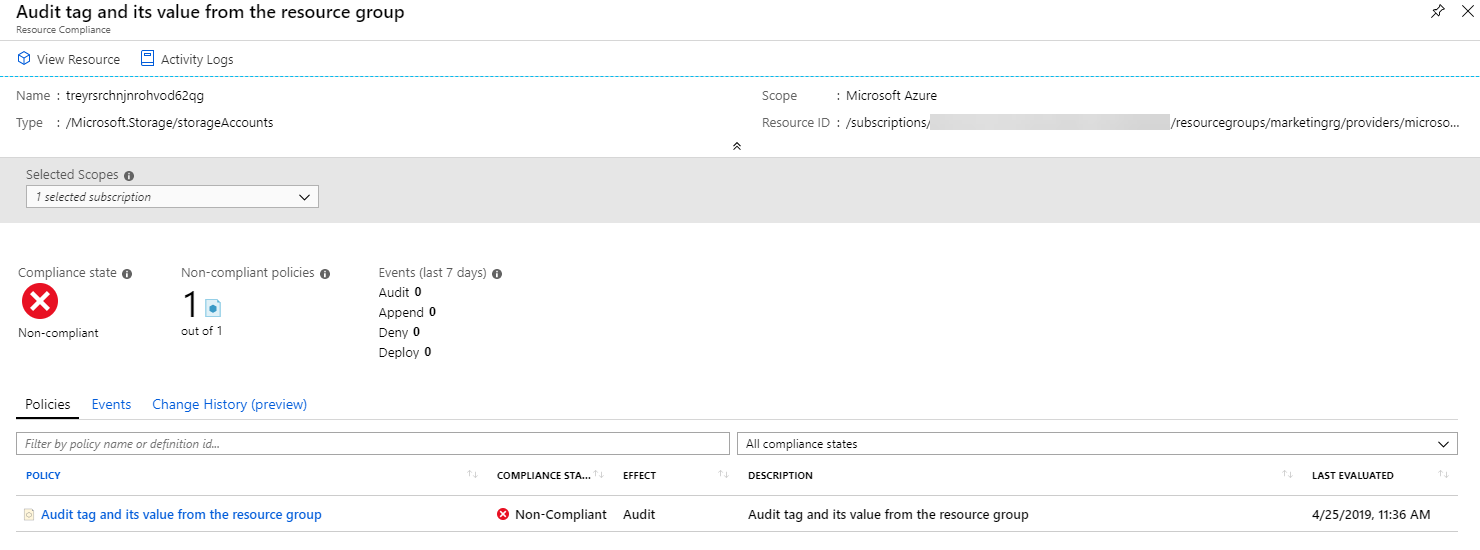 Audit tag and its value from the resource group
Resource Compliance
View Resource Activity Logs
Name : treyrsrchnjnrohvod62qg Scope : Microsoft Azure
Type : /Microsoft.Storage/storageAccounts Resource ID : /subscriptions/ /resourcegroups/marketingrg/providers/microso...
Selected Scopes
1 selected subscription
Compliance state Non-compliant policies Events (last 7 days)
Audit 0
1
Append 0
Non-compliant out of 1 Deny 0
Deploy 0
Policies Events Change History (preview)
Filter by policy name or definition id... All compliance states
POLICY COMPLIANCE STA... EFFECT DESCRIPTION LAST EVALUATED
Audit tag and its value from the resource group Non-Compliant Audit Audit tag and its value from the resource group 4/25/2019, 11:36 AM